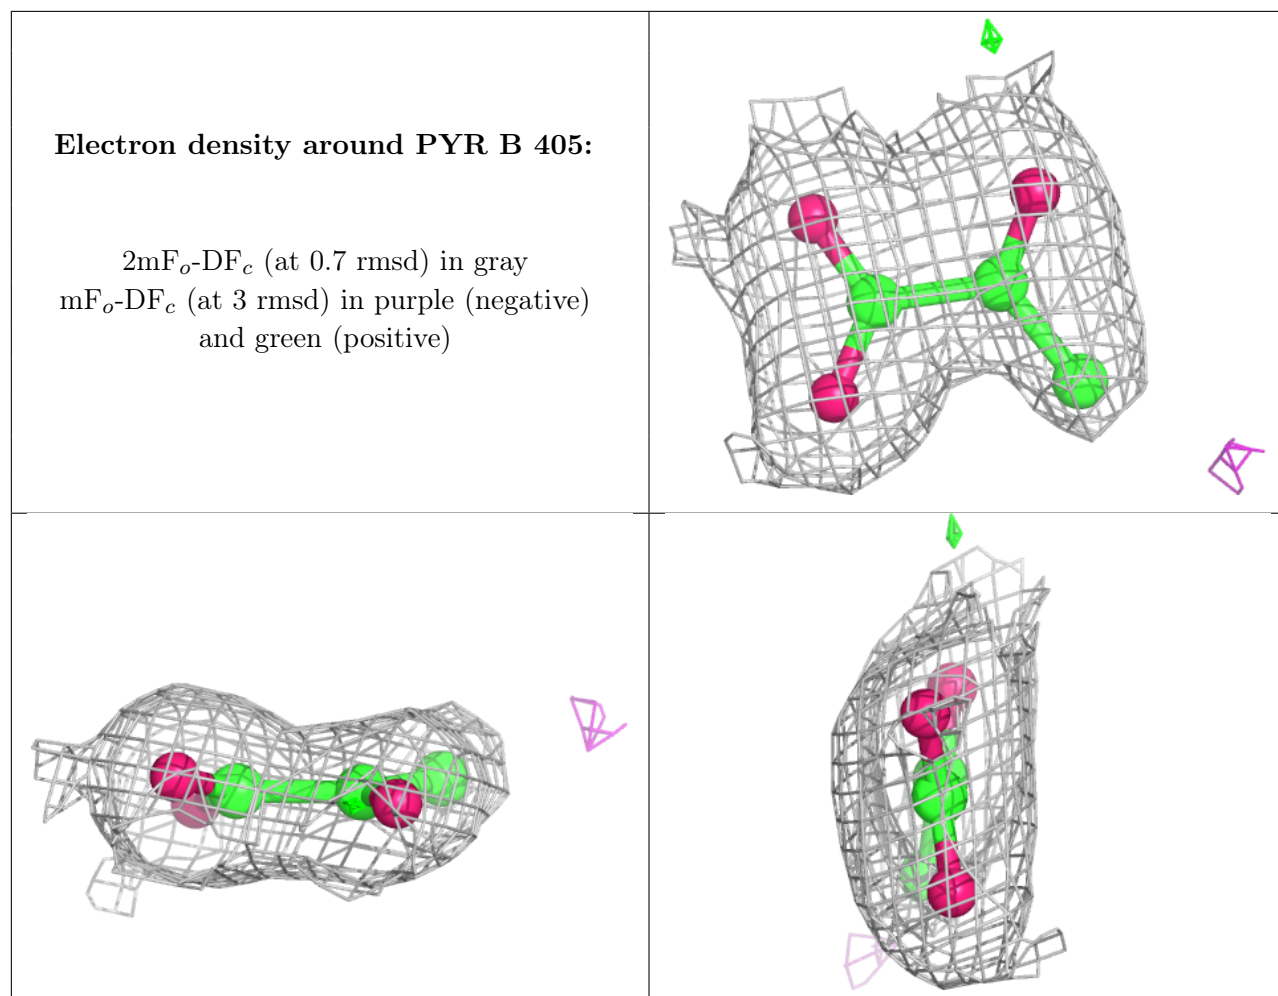 Electron density around PYR B 405:
2mFo-DFc (at 0.7 rmsd) in gray
mFo-DFc (at 3 rmsd) in purple (negative)
and green (positive)